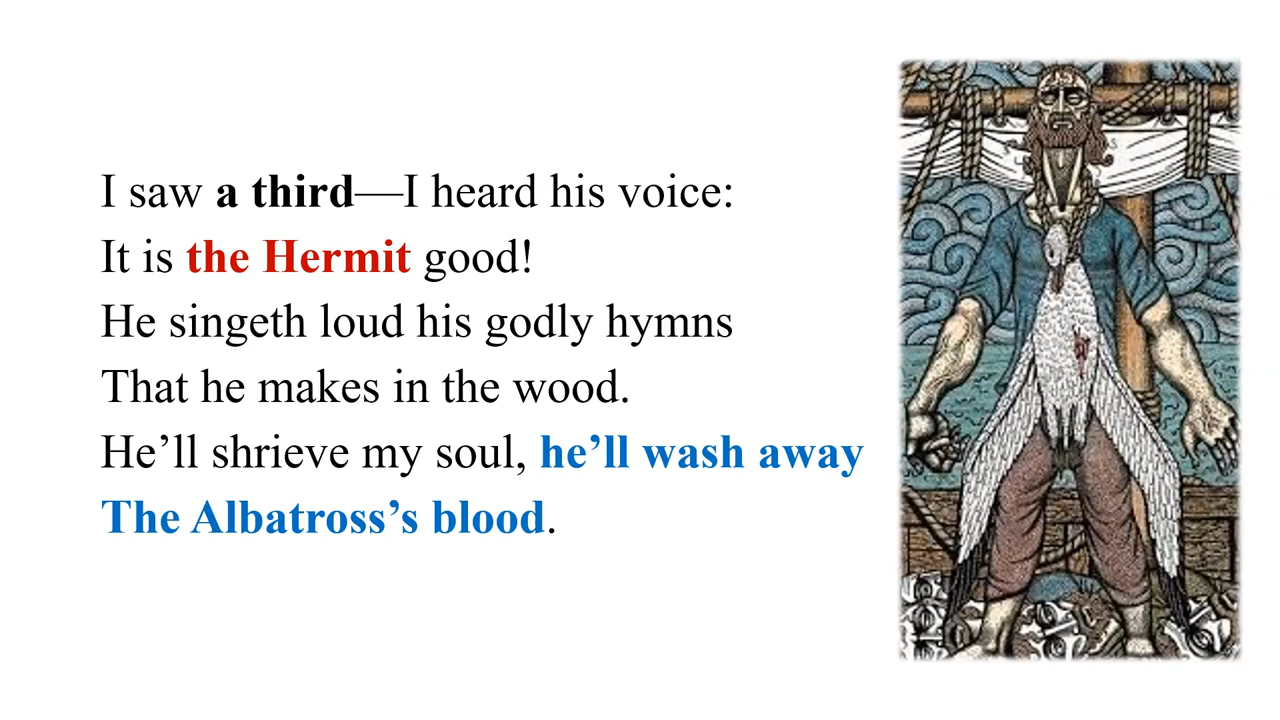 I saw a third—I heard his voice:
It is the Hermit good!
He singeth loud his godly hymns
That he makes in the wood.
He’ll shrieve my soul, he’ll wash away
The Albatross’s blood.